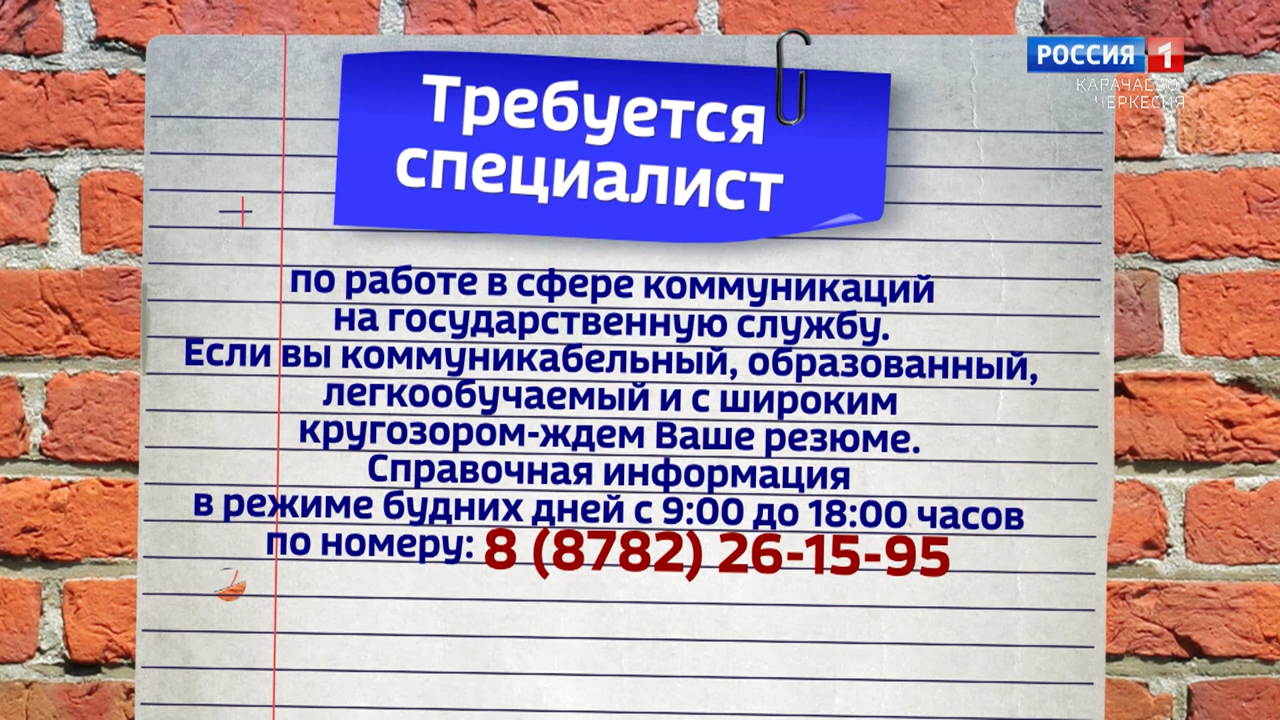 РОССИЯ 1
КАРАЧАЕВО
ЧЕРКЕСИЯ
Требуется
специалист
по работе в сфере коммуникаций
на государственную службу.
Если вы коммуникабельный, образованный,
легкообучаемый и с широким
кругозором-ждем Ваше резюме.
Справочная информация
в режиме будних дней с 9:00 до 18:00 часов
по номеру: 8 (8782) 26-15-95